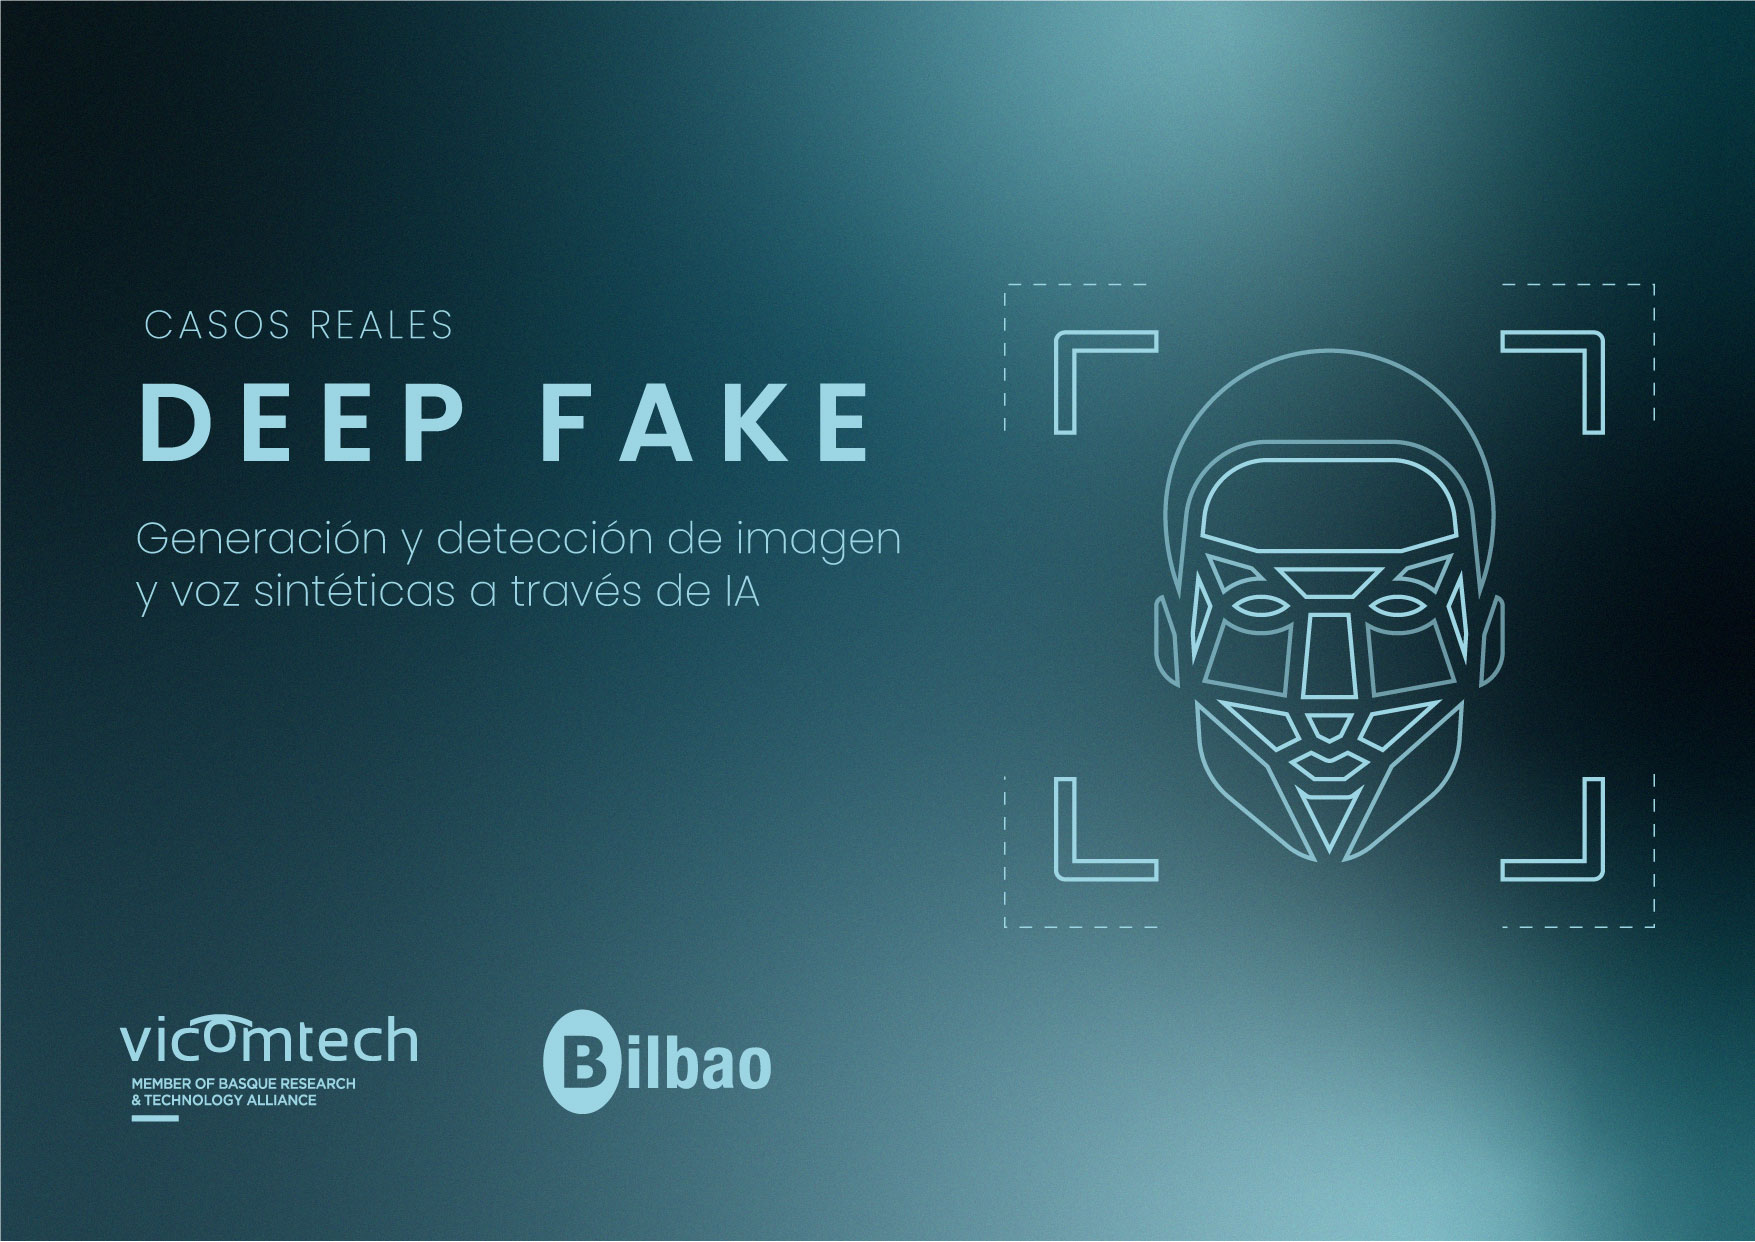 CASOS REALES
DEEP FAKE
Generación y detección de imagen
y voz sintéticas a través de IA
vicomtech
MEMBER OF BASQUE RESEARCH
& TECHNOLOGY ALLIANCE
Bilbao